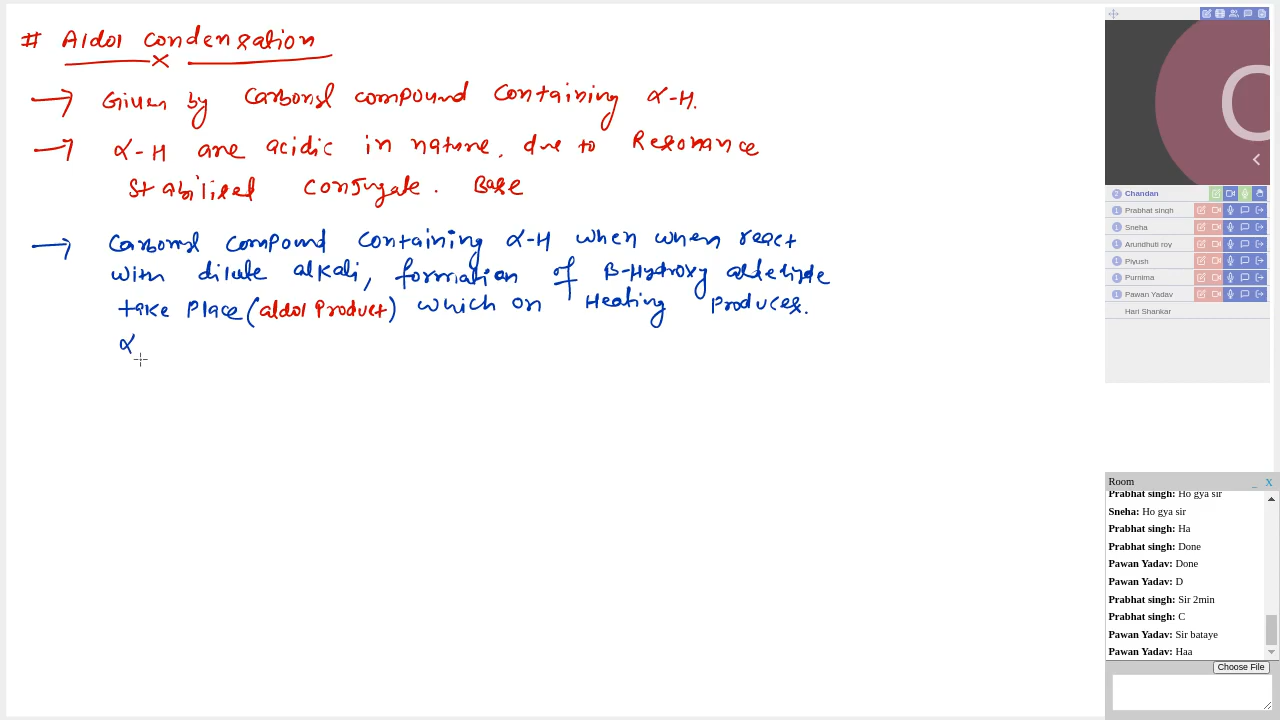 # Aldol Condensation
→ Given by Carbonyl compound Containing α-H.
→ α-H are acidic in nature. due to Resonance
Stabilised Conjugate. Base
→ Carbonyl compound Containing α-H when when react
with dilute alkali, formation of β-Hydroxy aldehyde
take Place (aldol Product) which on Heating Produces.
α
C
Chandan
Prabhat singh
Sneha
Arundhuti roy
Piyush
Purnima
Pawan Yadav
Hari Shankar
Room _ X
Prabhat singh: Ho gya sir
Sneha: Ho gya sir
Prabhat singh: Ha
Prabhat singh: Done
Pawan Yadav: Done
Pawan Yadav: D
Prabhat singh: Sir 2min
Prabhat singh: C
Pawan Yadav: Sir bataye
Pawan Yadav: Haa
Choose File